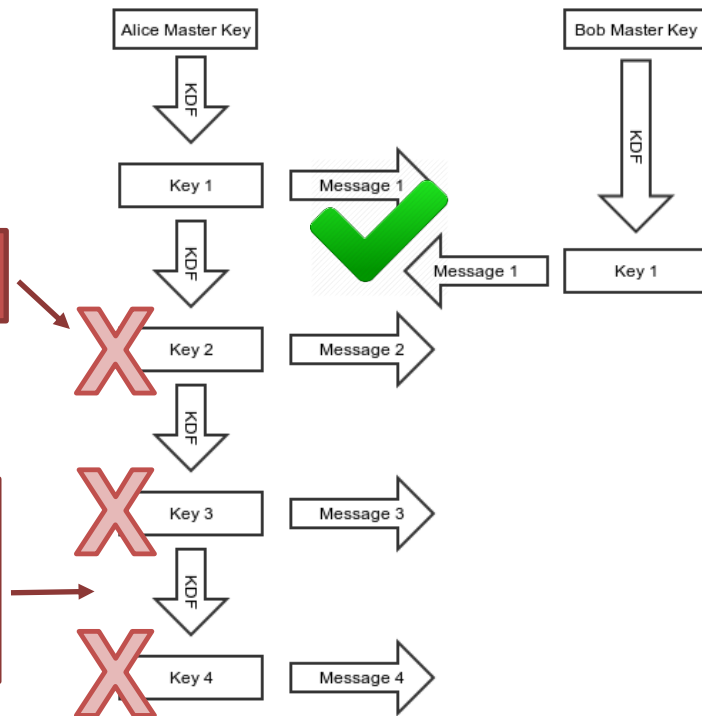 Alice Master Key
Bob Master Key
KDF
KDF
Key 1
Message 1
KDF
Message 1
Key 1
Key 2
Message 2
KDF
Key 3
Message 3
KDF
Key 4
Message 4